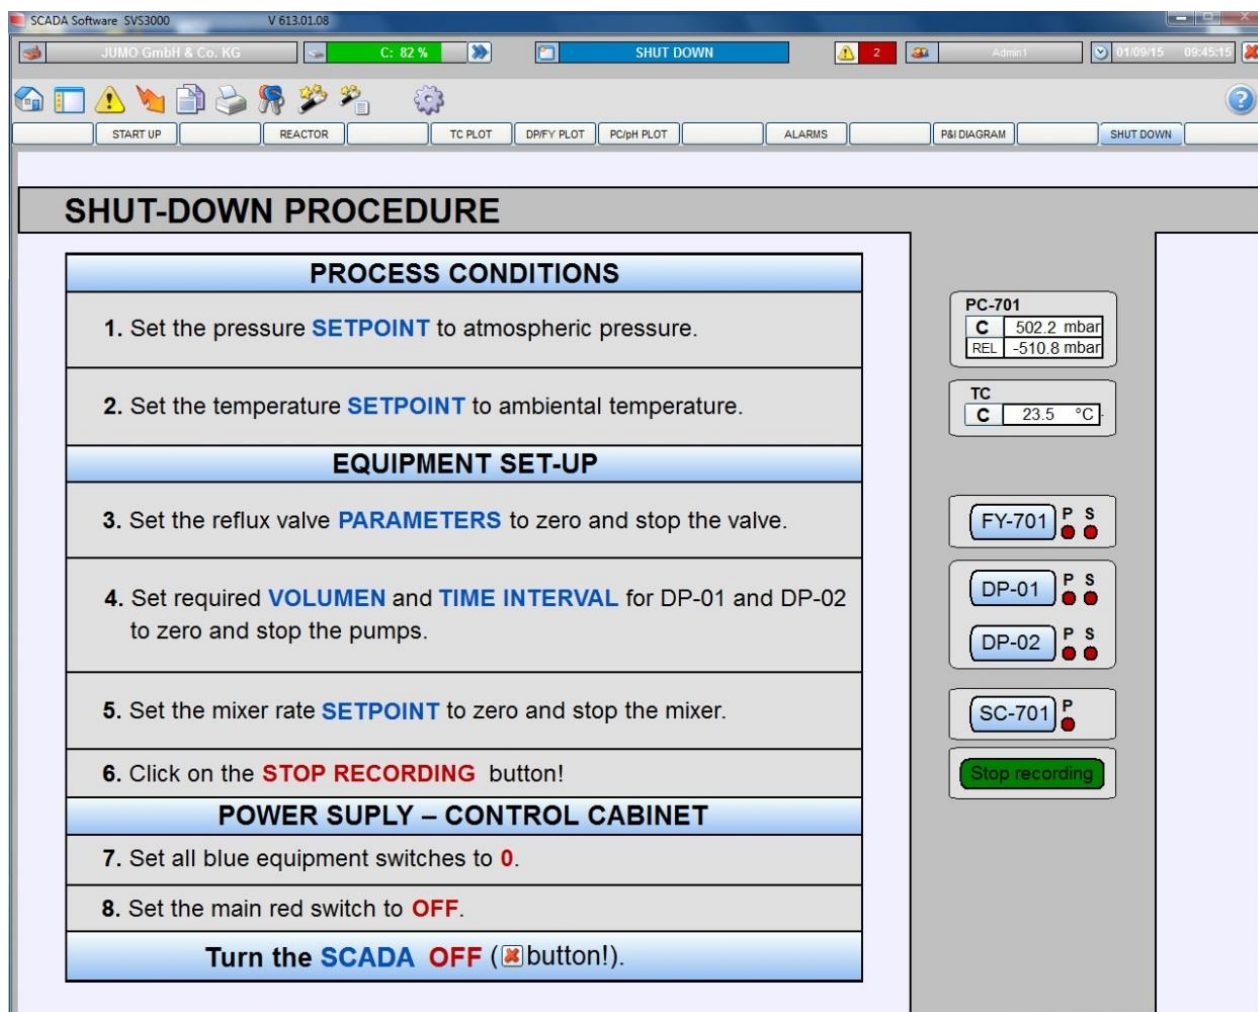 SCADA Software SVS3000 V 613.01.08
JUMO GmbH & Co. KG C: 82 % SHUT DOWN 2 Admin1 01/09/15 09:45:15
START UP REACTOR TC PLOT DP/FY PLOT PC/pH PLOT ALARMS P&I DIAGRAM SHUT DOWN
SHUT-DOWN PROCEDURE
PROCESS CONDITIONS
1. Set the pressure SETPOINT to atmospheric pressure.
2. Set the temperature SETPOINT to ambiental temperature.
EQUIPMENT SET-UP
3. Set the reflux valve PARAMETERS to zero and stop the valve.
4. Set required VOLUMEN and TIME INTERVAL for DP-01 and DP-02
to zero and stop the pumps.
5. Set the mixer rate SETPOINT to zero and stop the mixer.
6. Click on the STOP RECORDING button!
POWER SUPLY – CONTROL CABINET
7. Set all blue equipment switches to 0.
8. Set the main red switch to OFF.
Turn the SCADA OFF ( button!).
PC-701
C 502.2 mbar
REL -510.8 mbar
TC
C 23.5 °C
FY-701 P S
DP-01 P S
DP-02 P S
SC-701 P
Stop recording